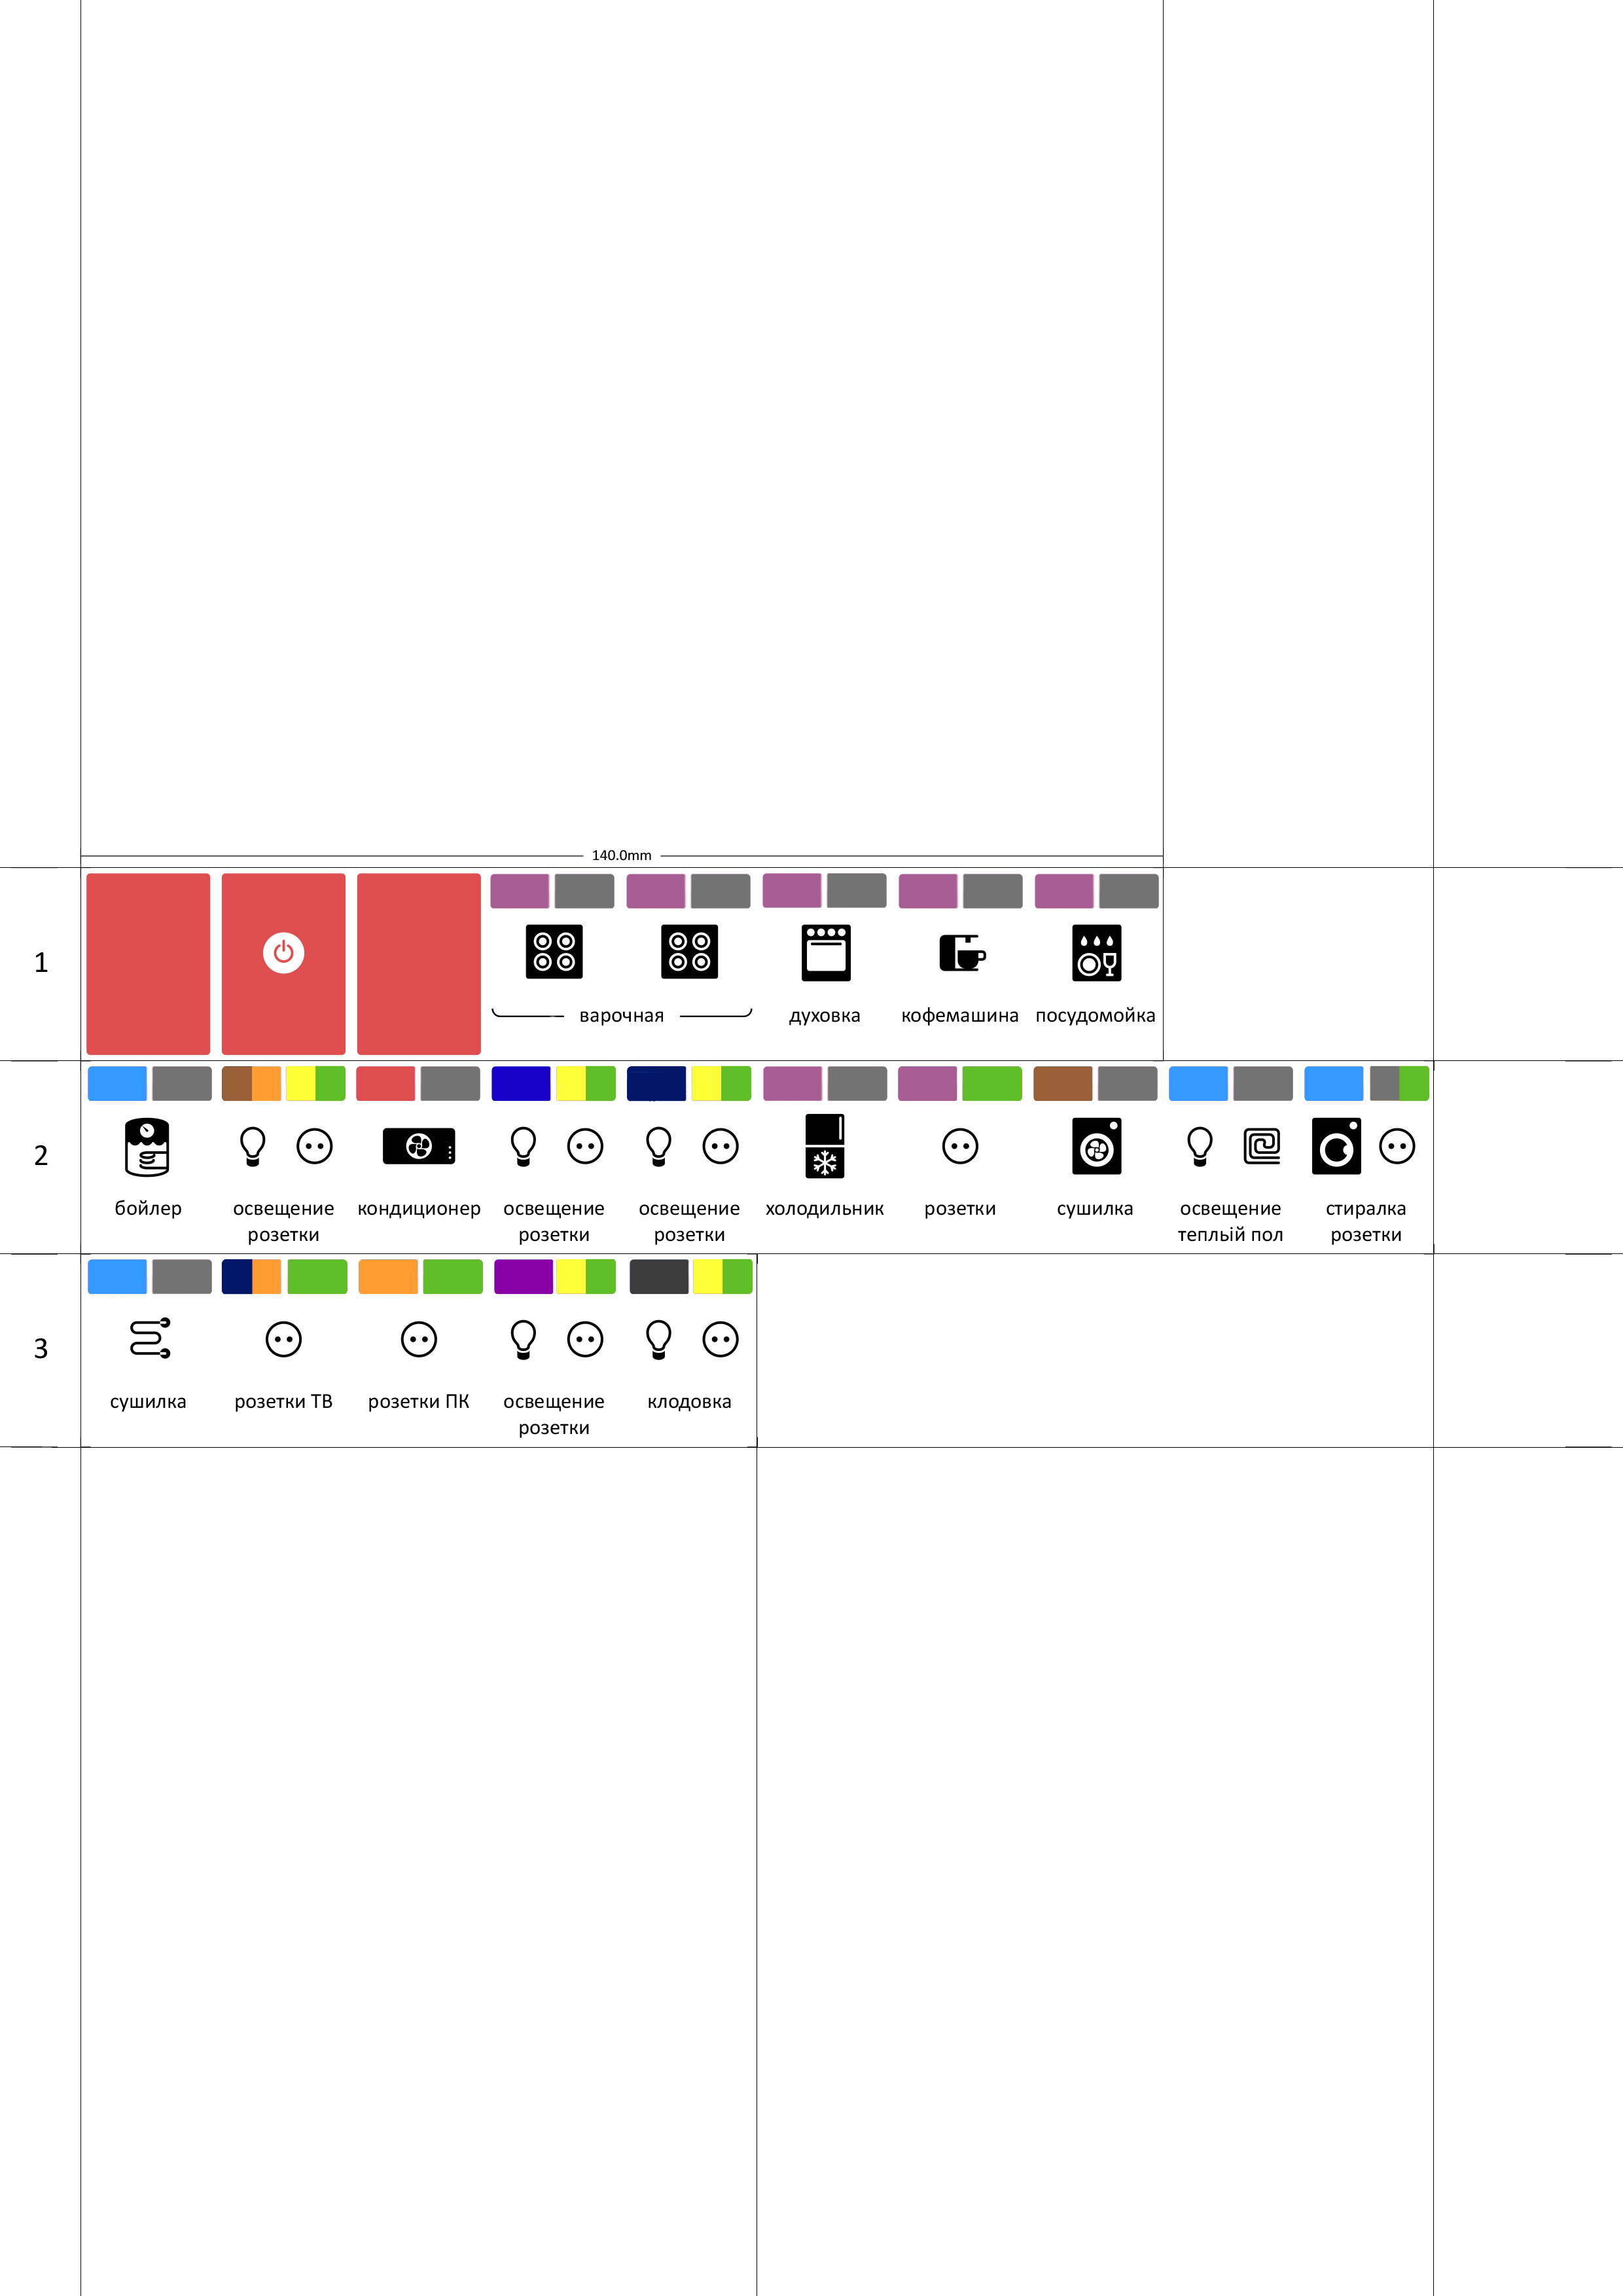 140.0mm
1
варочная духовка кофемашина посудомойка
2
бойлер освещение кондиционер освещение освещение холодильник розетки сушилка освещение стиралка
розетки розетки розетки теплый пол розетки
3
сушилка розетки ТВ розетки ПК освещение клодовка
розетки